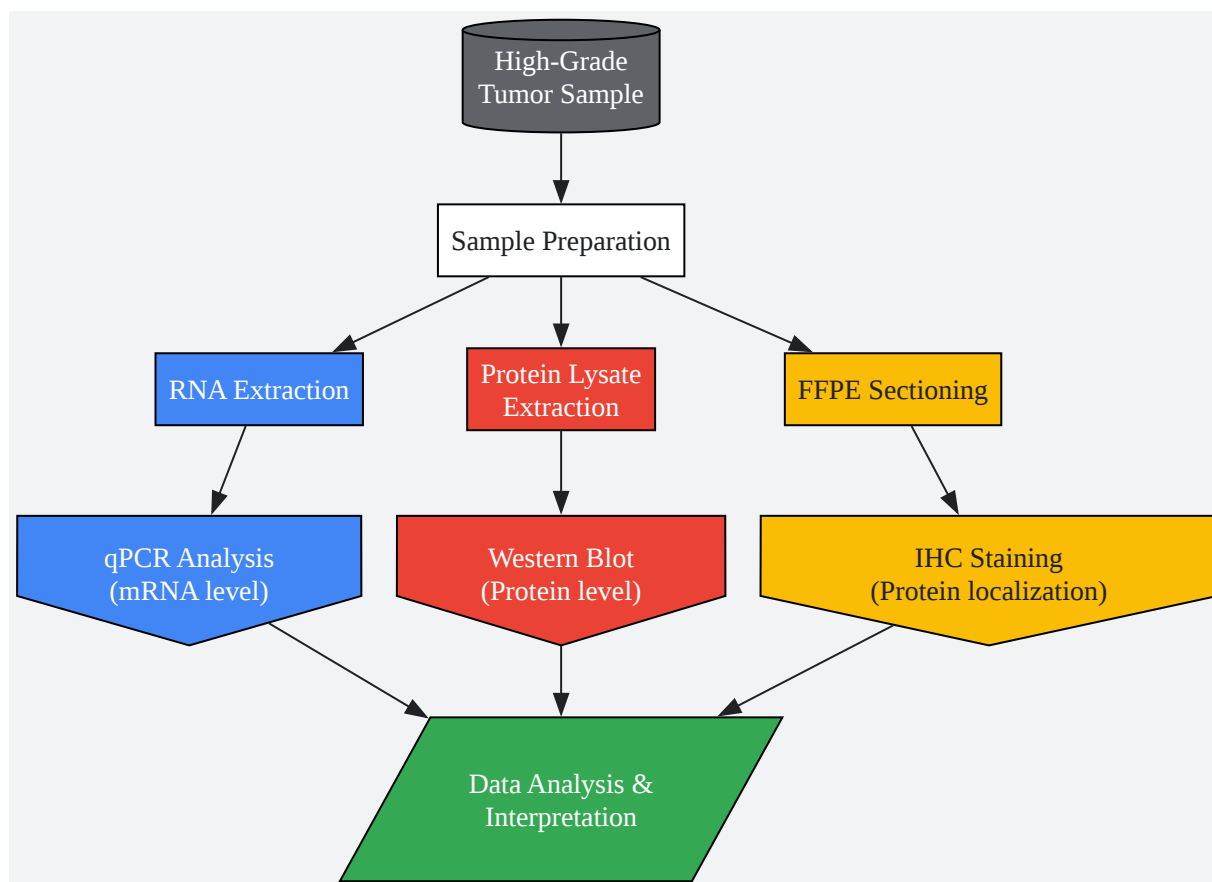 High-Grade
Tumor Sample
Sample Preparation
RNA Extraction
Protein Lysate
Extraction
FFPE Sectioning
qPCR Analysis
(mRNA level)
Western Blot
(Protein level)
IHC Staining
(Protein localization)
Data Analysis &
Interpretation